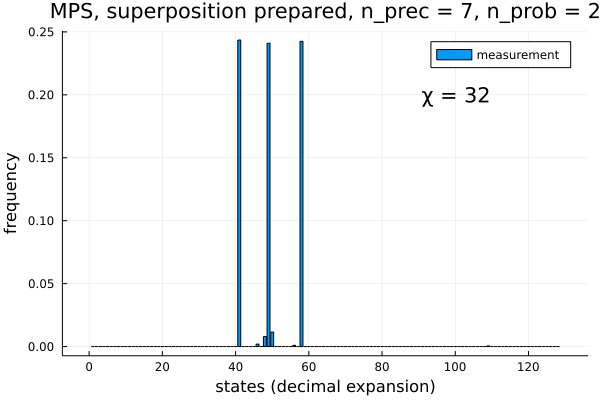 MPS, superposition prepared, n_prec = 7, n_prob = 2
0.25
measurement
χ = 32
0.20
0.15
0.10
0.05
0.00
frequency
0 20 40 60 80 100 120
states (decimal expansion)